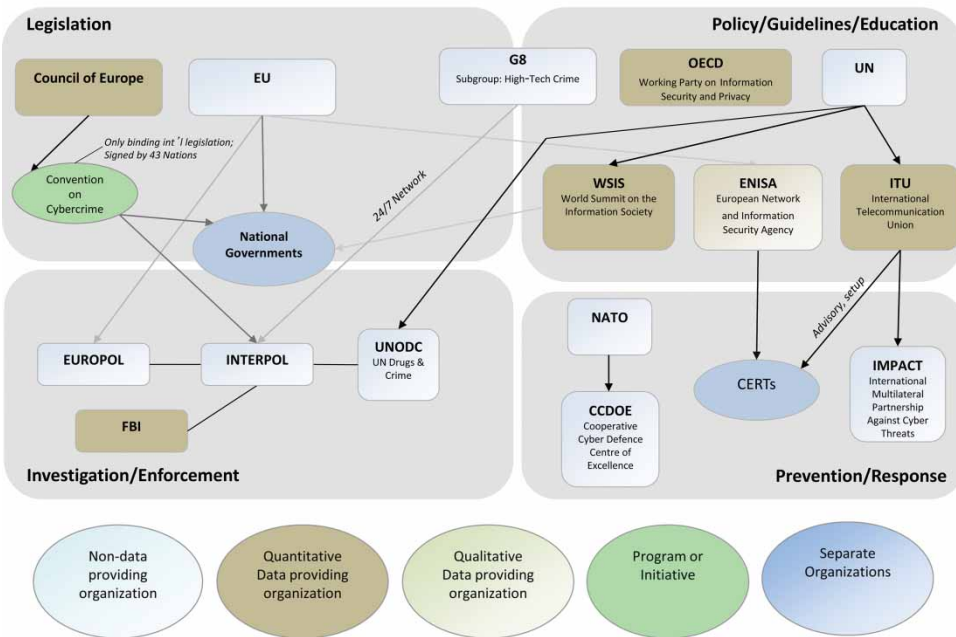 Legislation
Policy/Guidelines/Education
Council of Europe
EU
G8
Subgroup: High-Tech Crime
OECD
Working Party on Information
Security and Privacy
UN
Only binding int´l legislation;
Signed by 43 Nations
Convention
on
Cybercrime
24/7 Network
National
Governments
WSIS
World Summit on the
Information Society
ENISA
European Network
and Information
Security Agency
ITU
International
Telecommunication
Union
EUROPOL
INTERPOL
UNODC
UN Drugs &
Crime
FBI
Investigation/Enforcement
NATO
Advisory, setup
CCDOE
Cooperative
Cyber Defence
Centre of
Excellence
CERTs
IMPACT
International
Multilateral
Partnership
Against Cyber
Threats
Prevention/Response
Non-data
providing
organization
Quantitative
Data providing
organization
Qualitative
Data providing
organization
Program or
Initiative
Separate
Organizations